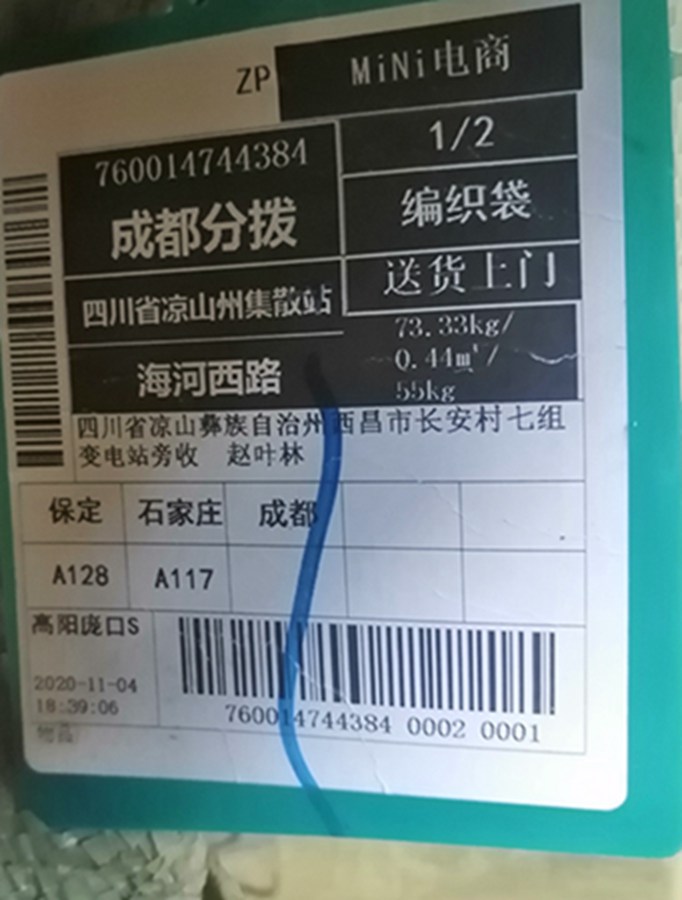 ZP MiNi电商
760014744384
1/2
成都分拨
编织袋
四川省凉山州集散站
送货上门
海河西路
73.33kg/
0.44m³/
55kg
四川省凉山彝族自治州西昌市长安村七组
变电站旁收 赵叶林
保定 石家庄 成都
A128 A117
高阳庞口S
2020-11-04
18:39:06
760014744384 0002 0001